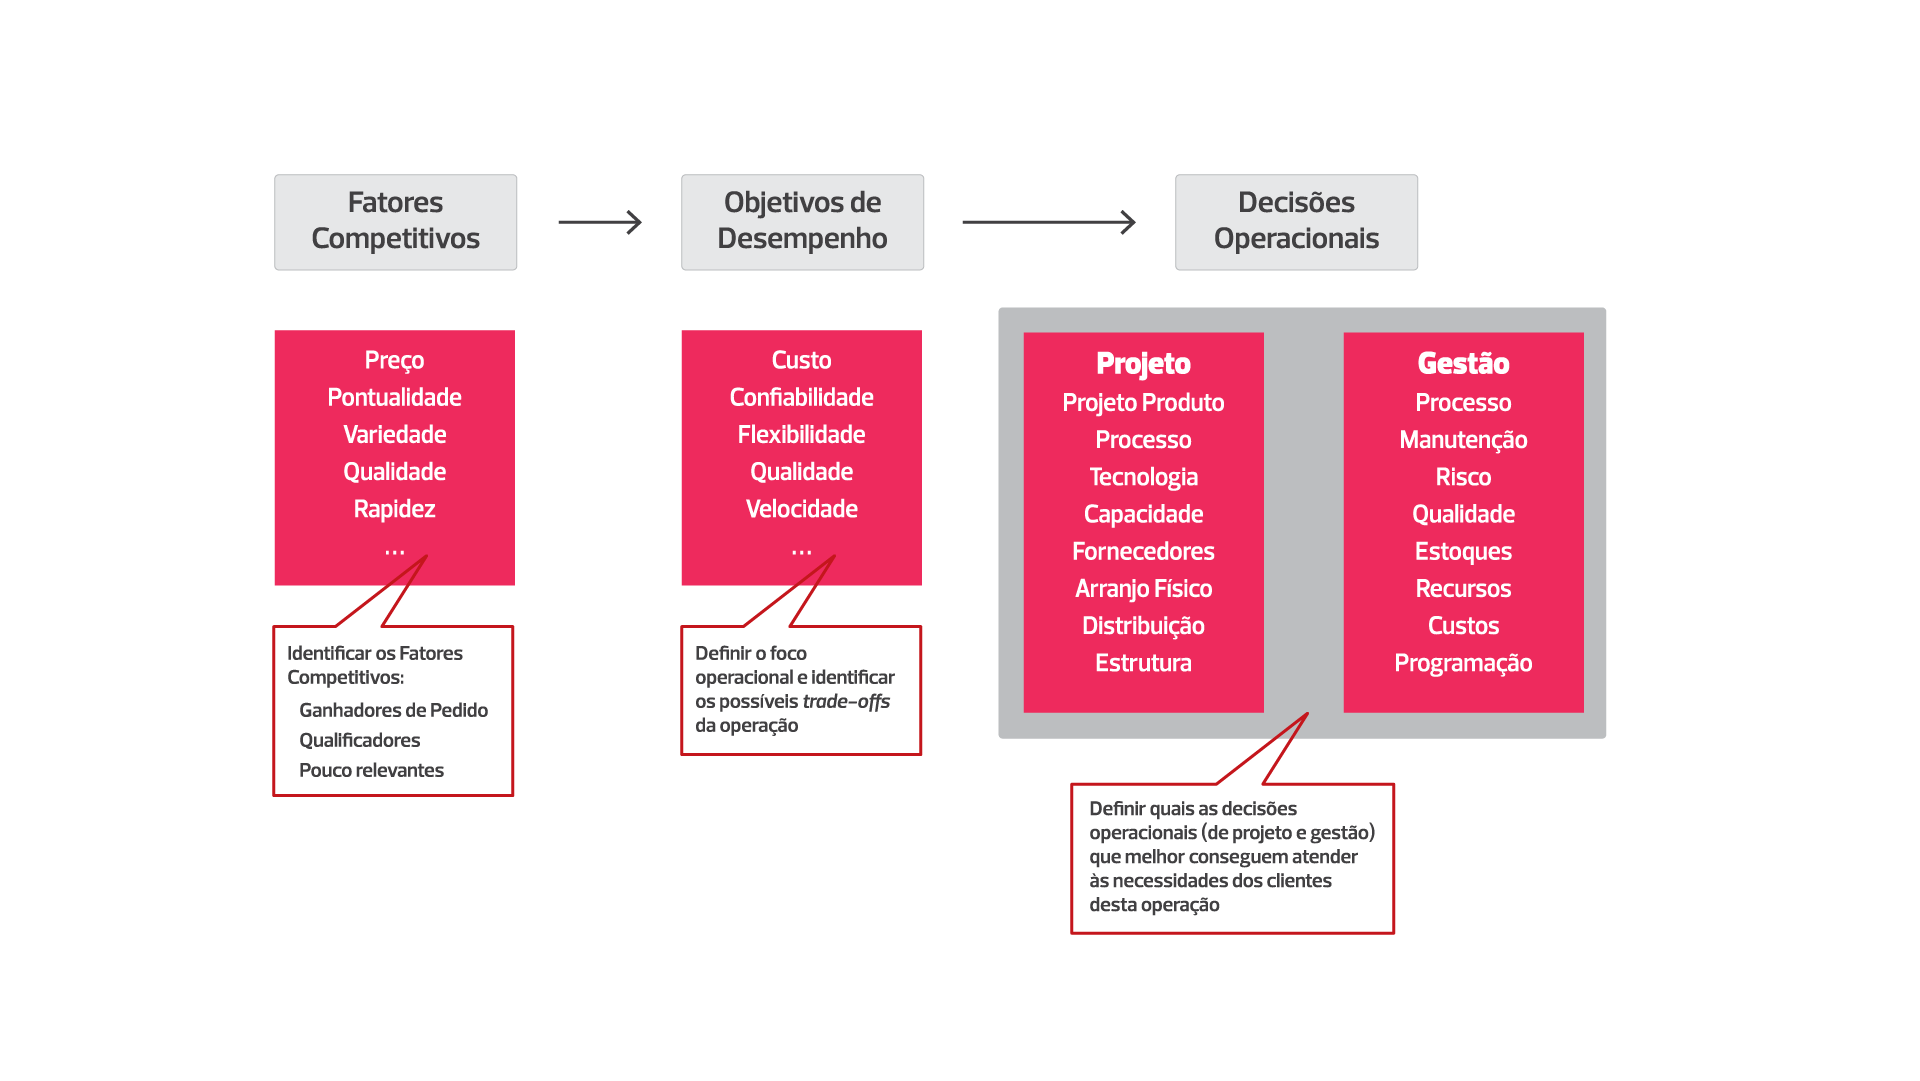 Fatores
Competitivos
Objetivos de
Desempenho
Decisões
Operacionais
Preço
Pontualidade
Variedade
Qualidade
Rapidez
...
Custo
Confiabilidade
Flexibilidade
Qualidade
Velocidade
...
Projeto
Projeto Produto
Processo
Tecnologia
Capacidade
Fornecedores
Arranjo Físico
Distribuição
Estrutura
Gestão
Processo
Manutenção
Risco
Qualidade
Estoques
Recursos
Custos
Programação
Identificar os Fatores
Competitivos:
Ganhadores de Pedido
Qualificadores
Pouco relevantes
Definir o foco
operacional e identificar
os possíveis trade-offs
da operação
Definir quais as decisões
operacionais (de projeto e gestão)
que melhor conseguem atender
às necessidades dos clientes
desta operação